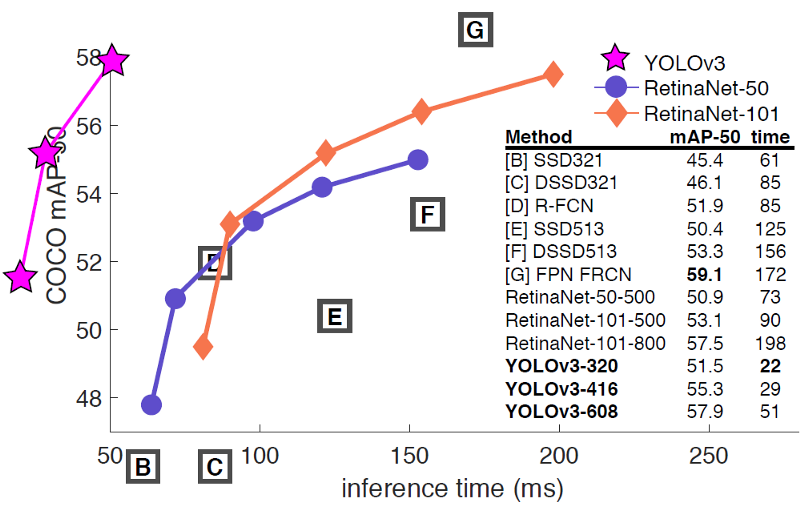 G
58
56
54
52
50
48
COCO mAP-50
D
E
F
B
C
50
100
150
200
250
inference time (ms)
YOLOv3
RetinaNet-50
RetinaNet-101
Method mAP-50 time
[B] SSD321 45.4 61
[C] DSSD321 46.1 85
[D] R-FCN 51.9 85
[E] SSD513 50.4 125
[F] DSSD513 53.3 156
[G] FPN FRCN 59.1 172
RetinaNet-50-500 50.9 73
RetinaNet-101-500 53.1 90
RetinaNet-101-800 57.5 198
YOLOv3-320 51.5 22
YOLOv3-416 55.3 29
YOLOv3-608 57.9 51